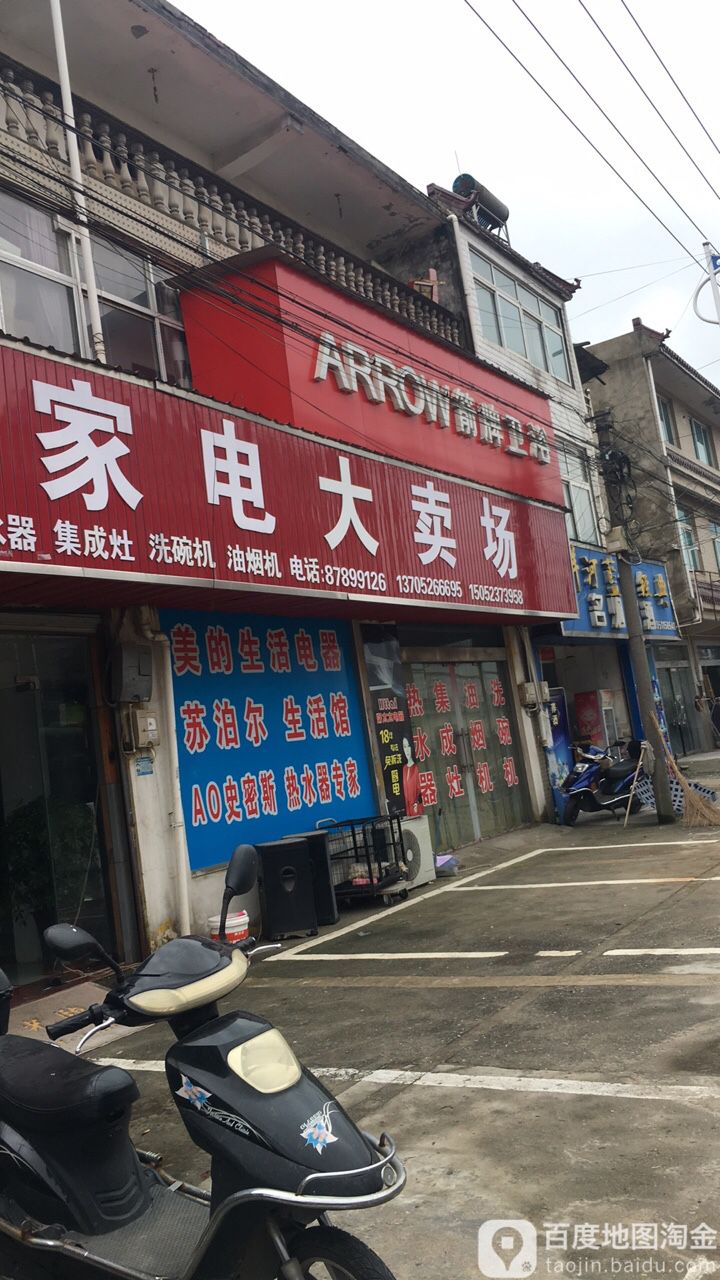 ARROW箭牌卫浴
家电大卖场
水器 集成灶 洗碗机 油烟机 电话:87899126 13705266695 15052373958
美的生活电器
苏泊尔 生活馆
AO史密斯 热水器专家
18年
热水器
集成灶
油烟机
洗碗机
百度地图淘金
taojin.baidu.com